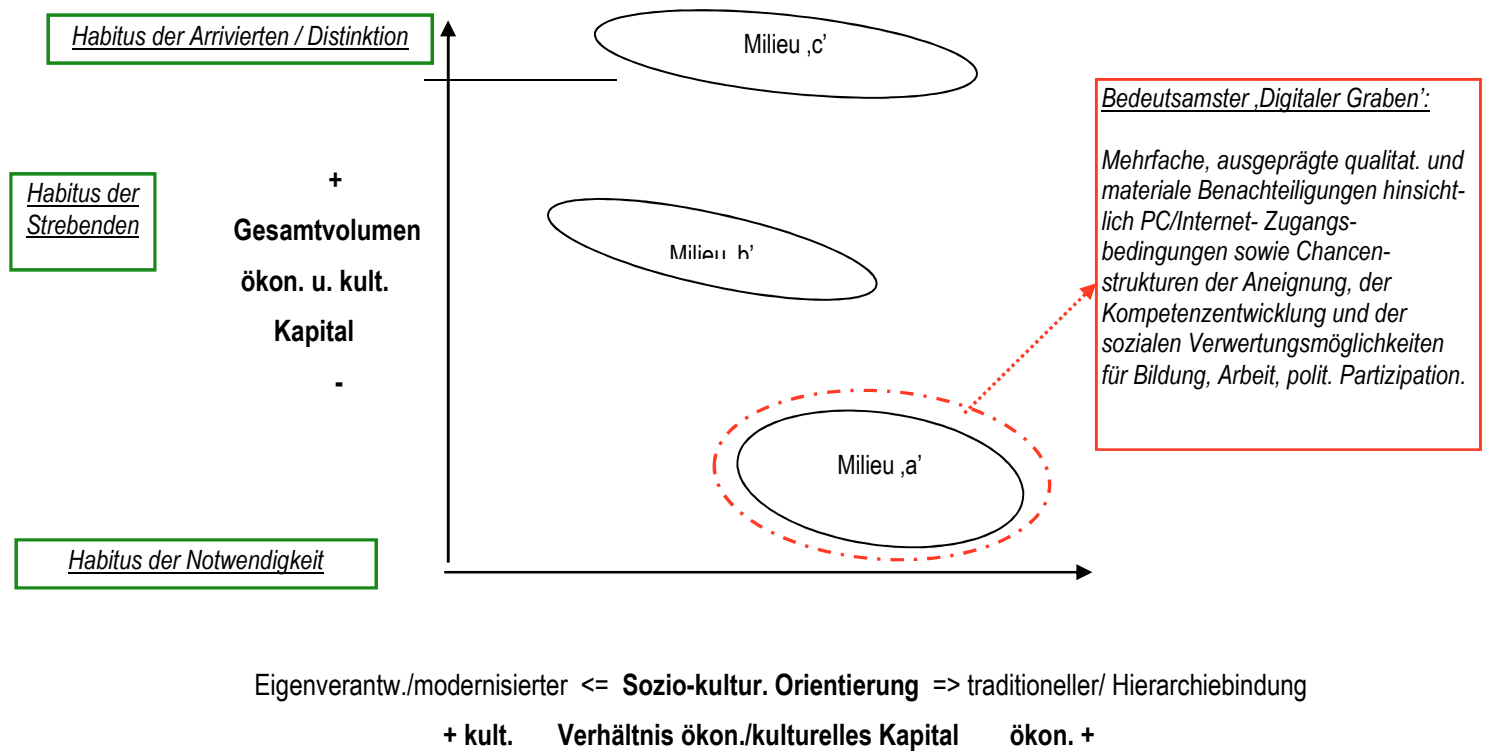 Habitus der Arrivierten / Distinktion
Milieu ‚c’
Bedeutsamster ‚Digitaler Graben’:
Mehrfache, ausgeprägte qualitat. und
materiale Benachteiligungen hinsicht-
lich PC/Internet- Zugangs-
bedingungen sowie Chancen-
strukturen der Aneignung, der
Kompetenzentwicklung und der
sozialen Verwertungsmöglichkeiten
für Bildung, Arbeit, polit. Partizipation.
Habitus der
Strebenden
+
Gesamtvolumen
ökon. u. kult.
Kapital
-
Milieu ‚b’
Milieu ‚a’
Habitus der Notwendigkeit
Eigenverantw./modernisierter <= Sozio-kultur. Orientierung => traditioneller/ Hierarchiebindung
+ kult. Verhältnis ökon./kulturelles Kapital ökon. +